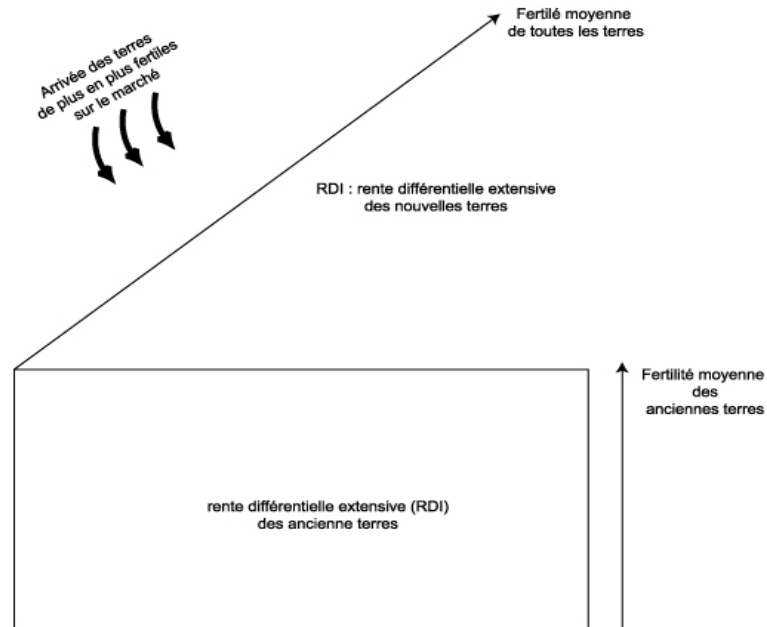 Fertilé moyenne
de toutes les terres
Arrivée des terres
de plus en plus fertiles
sur le marché
RDI : rente différentielle extensive
des nouvelles terres
Fertilité moyenne
des
anciennes terres
rente différentielle extensive (RDI)
des ancienne terres